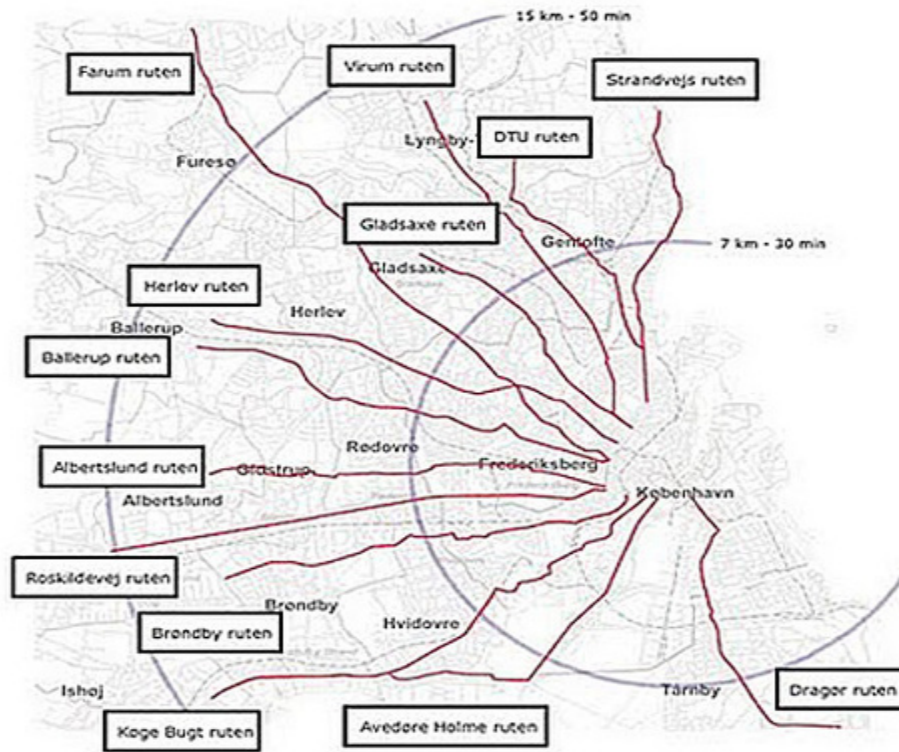 15 km - 50 min
Farum ruten
Virum ruten
Strandvejs ruten
Lyngby-
DTU ruten
Furesø
Gladsaxe ruten
Gentofte
7 km - 30 min
Gladsaxe
Herlev ruten
Herlev
Ballerup
Ballerup ruten
Rødovre
Albertslund ruten
Glostrup
Frederiksberg
Albertslund
København
Roskildevej ruten
Brøndby
Brøndby ruten
Hvidovre
Ishøj
Tårnby
Dragør ruten
Køge Bugt ruten
Avedøre Holme ruten